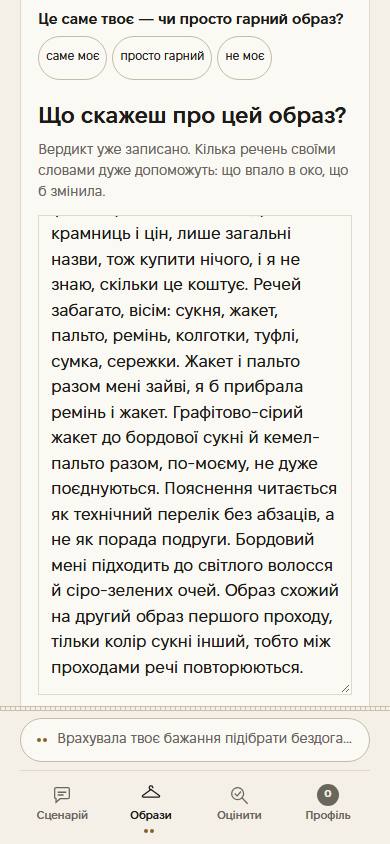 Це саме твоє — чи просто гарний образ?
саме моє
просто гарний
не моє
Що скажеш про цей образ?
Вердикт уже записано. Кілька речень своїми
словами дуже допоможуть: що впало в око, що
б змінила.
крамниць і цін, лише загальні
назви, тож купити нічого, і я не
знаю, скільки це коштує. Речей
забагато, вісім: сукня, жакет,
пальто, ремінь, колготки, туфлі,
сумка, сережки. Жакет і пальто
разом мені зайві, я б прибрала
ремінь і жакет. Графітово-сірий
жакет до бордової сукні й кемел-
пальто разом, по-моєму, не дуже
поєднуються. Пояснення читається
як технічний перелік без абзаців, а
не як порада подруги. Бордовий
мені підходить до світлого волосся
й сіро-зелених очей. Образ схожий
на другий образ першого проходу,
тільки колір сукні інший, тобто між
проходами речі повторюються.
Врахувала твоє бажання підібрати бездога...
Сценарій
Образи
Оцінити
0
Профіль